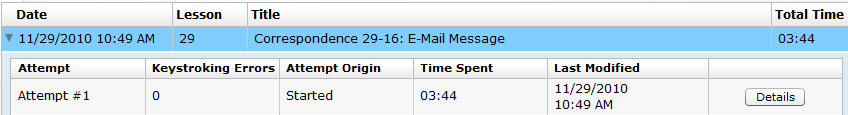 Date Lesson Title Total Time
11/29/2010 10:49 AM 29 Correspondence 29-16: E-Mail Message 03:44
Attempt Keystroking Errors Attempt Origin Time Spent Last Modified
Attempt #1 0 Started 03:44 11/29/2010
10:49 AM Details